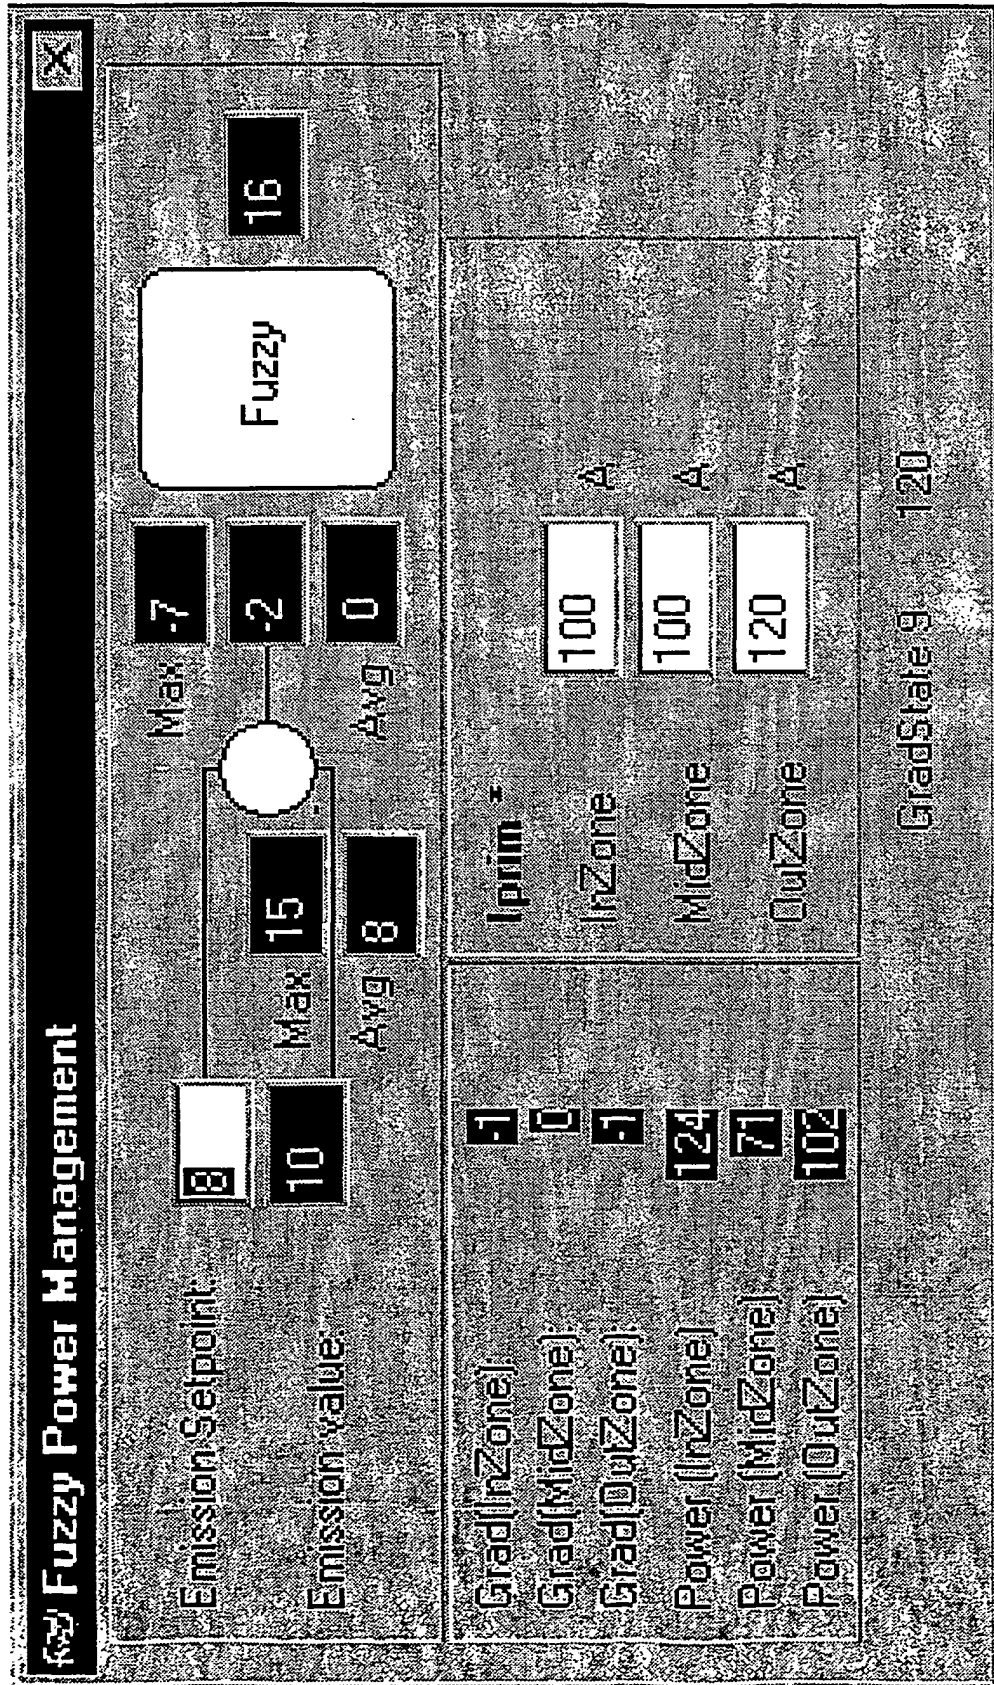 Fuzzy Power Management
Emission Setpoint: 8
Emission value: 10
Max 15
Avg 8
Max -7
-2
Avg 0
Fuzzy
16
Grad(InZone): -1
Grad(MidZone): 0
Grad(OutZone): -1
Power (InZone) 124
Power (MidZone) 71
Power (OutZone) 102
Iprim *
InZone 100 A
MidZone 100 A
OutZone 120 A
GradState 9 120